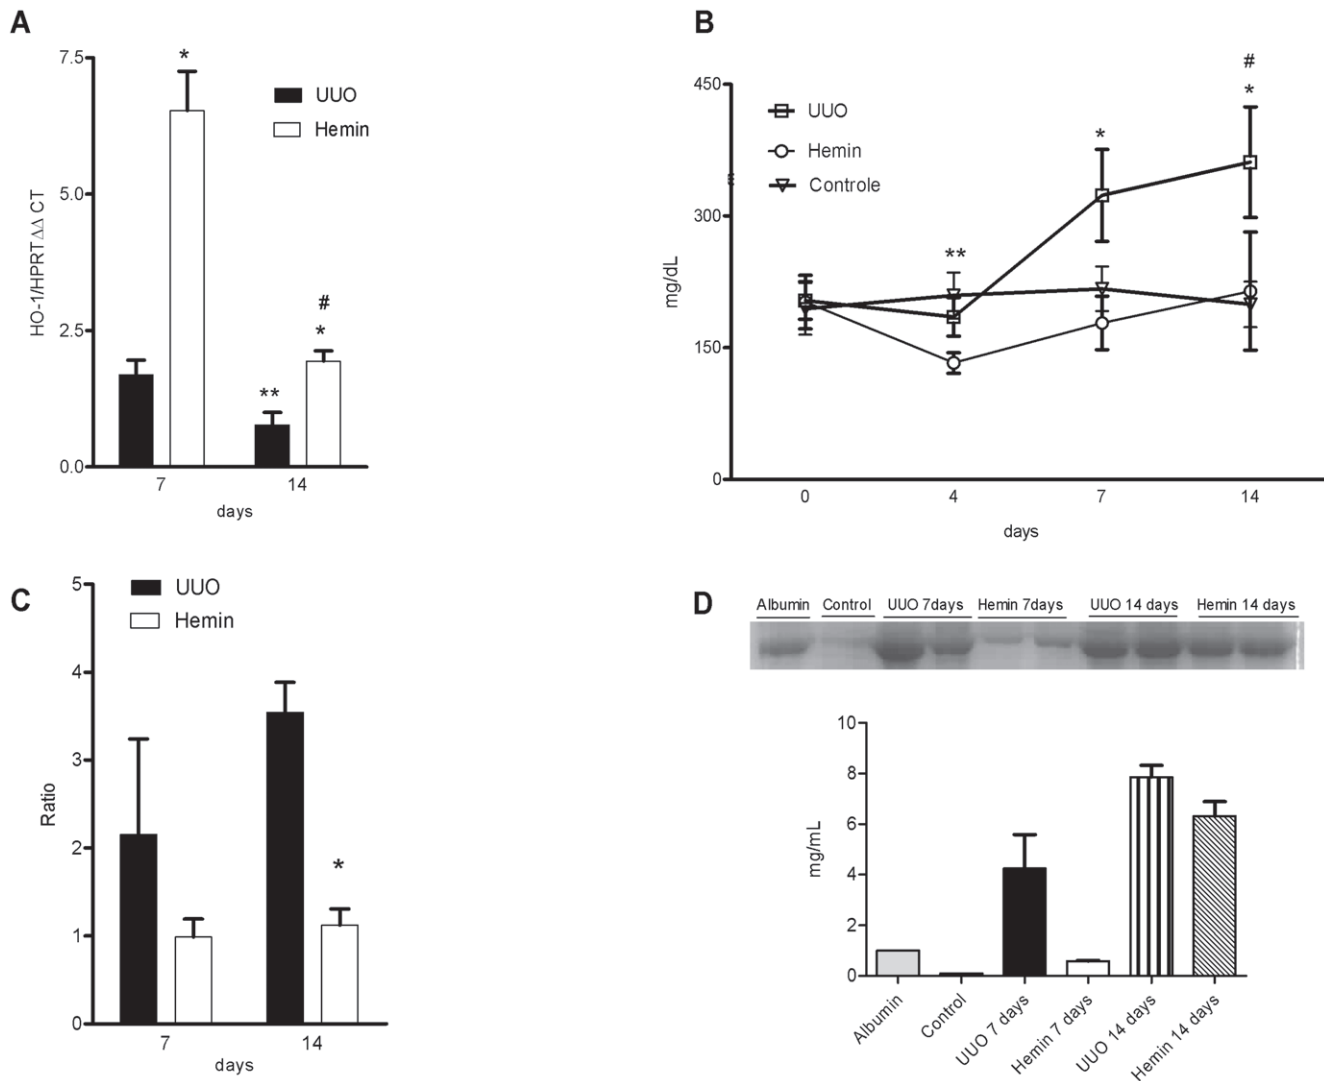 A
7.5
5.0
2.5
0.0
HO-1/HPRT ΔΔ CT
*
UUO
Hemin
#
*
**
7
14
days
B
450
300
150
0
mg/dL
UUO
Hemin
Controle
#
*
*
**
0
4
7
14
days
C
5
4
3
2
1
0
Ratio
UUO
Hemin
*
7
14
days
D
Albumin Control UUO 7days Hemin 7days UUO 14 days Hemin 14 days
10
8
6
4
2
0
mg/mL
Albumin
Control
UUO 7 days
Hemin 7 days
UUO 14 days
Hemin 14 days